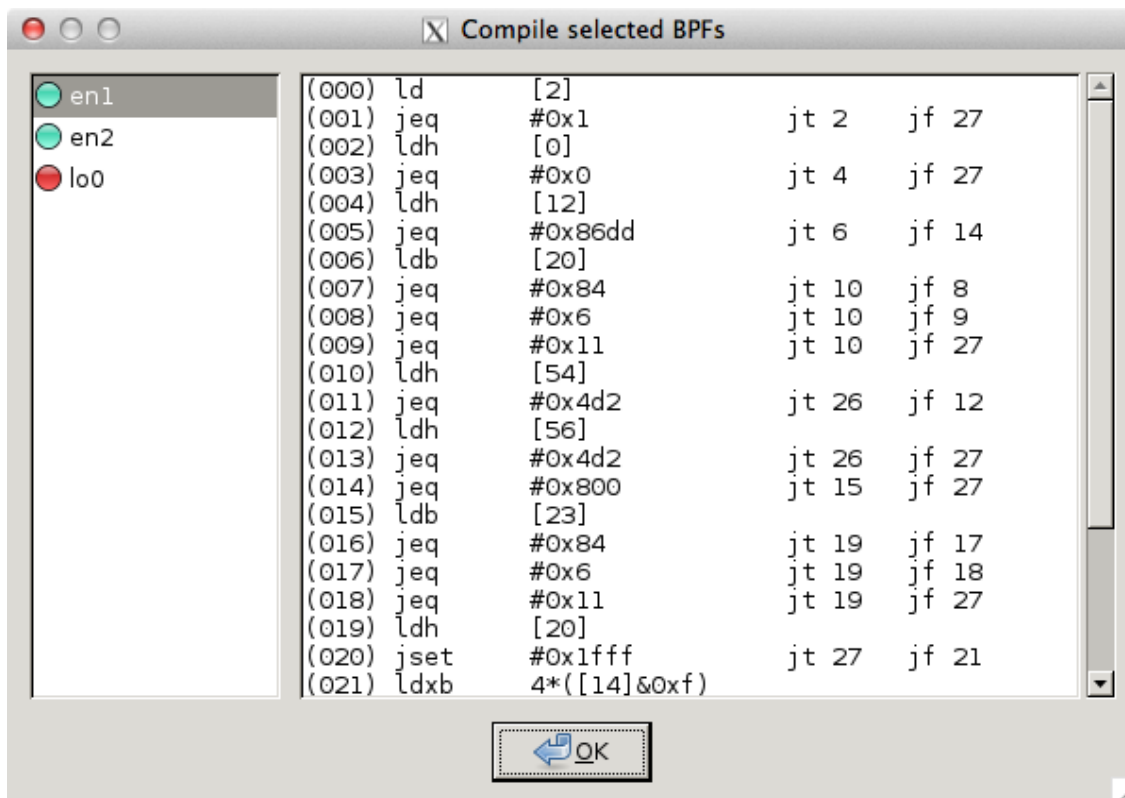 Compile selected BPFs
en1
en2
lo0
(000) ld [2]
(001) jeq #0x1 jt 2 jf 27
(002) ldh [0]
(003) jeq #0x0 jt 4 jf 27
(004) ldh [12]
(005) jeq #0x86dd jt 6 jf 14
(006) ldb [20]
(007) jeq #0x84 jt 10 jf 8
(008) jeq #0x6 jt 10 jf 9
(009) jeq #0x11 jt 10 jf 27
(010) ldh [54]
(011) jeq #0x4d2 jt 26 jf 12
(012) ldh [56]
(013) jeq #0x4d2 jt 26 jf 27
(014) jeq #0x800 jt 15 jf 27
(015) ldb [23]
(016) jeq #0x84 jt 19 jf 17
(017) jeq #0x6 jt 19 jf 18
(018) jeq #0x11 jt 19 jf 27
(019) ldh [20]
(020) jset #0x1fff jt 27 jf 21
(021) ldxb 4*([14]&0xf)
OK